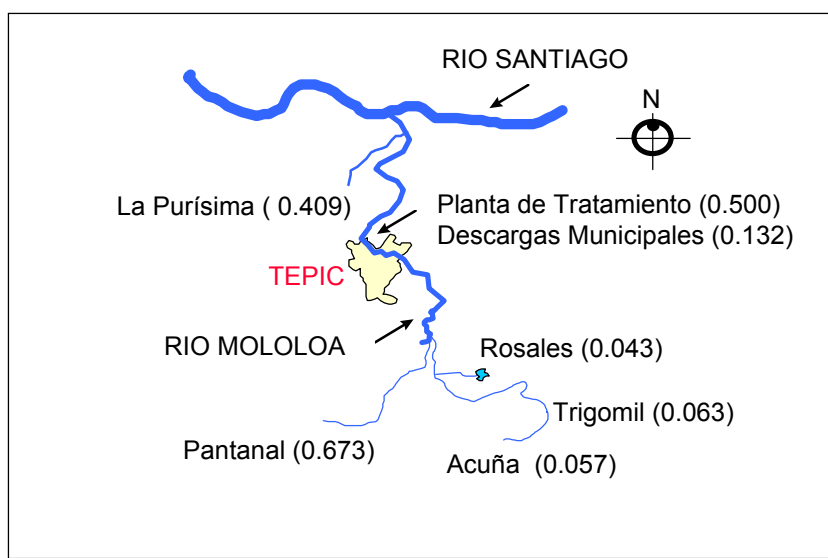 RIO SANTIAGO
N
La Purísima ( 0.409)
Planta de Tratamiento (0.500)
Descargas Municipales (0.132)
TEPIC
RIO MOLOLOA
Rosales (0.043)
Trigomil (0.063)
Pantanal (0.673)
Acuña (0.057)